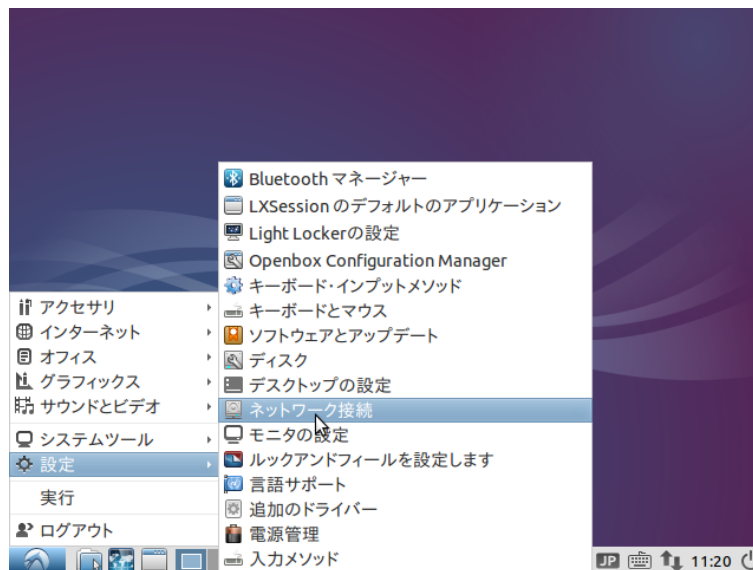 Bluetooth マネージャー
LXSession のデフォルトのアプリケーション
Light Lockerの設定
Openbox Configuration Manager
キーボード・インプットメソッド
キーボードとマウス
ソフトウェアとアップデート
ディスク
デスクトップの設定
ネットワーク接続
モニタの設定
ルックアンドフィールを設定します
言語サポート
追加のドライバー
電源管理
入力メソッド
アクセサリ
インターネット
オフィス
グラフィックス
サウンドとビデオ
システムツール
設定
実行
ログアウト
JP 11:20